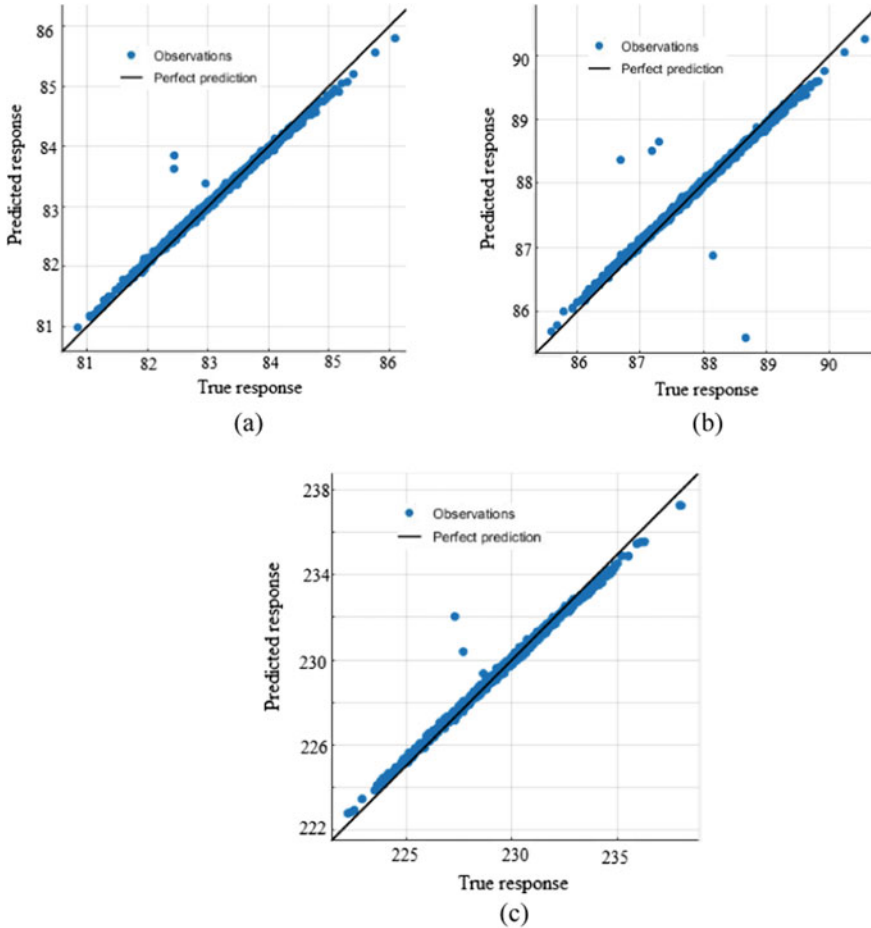 86
85
84
83
82
81
Predicted response
Observations
Perfect prediction
81 82 83 84 85 86
True response
(a)
90
89
88
87
86
Predicted response
Observations
Perfect prediction
86 87 88 89 90
True response
(b)
238
234
230
226
222
Predicted response
Observations
Perfect prediction
225 230 235
True response
(c)